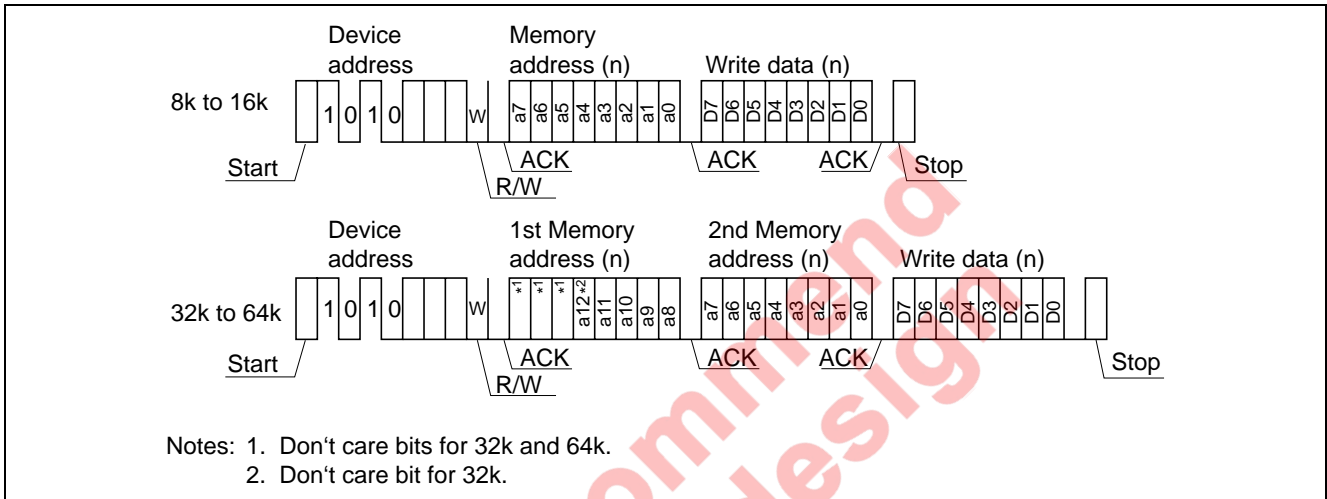 Device address
Memory address (n)
Write data (n)
8k to 16k
1 0 1 0
W
a7 a6 a5 a4 a3 a2 a1 a0
D7 D6 D5 D4 D3 D2 D1 D0
Start
R/W
ACK
ACK
ACK
Stop
Device address
1st Memory address (n)
2nd Memory address (n)
Write data (n)
32k to 64k
1 0 1 0
W
*1 *1 *1 a12*2 a11 a10 a9 a8
a7 a6 a5 a4 a3 a2 a1 a0
D7 D6 D5 D4 D3 D2 D1 D0
Start
R/W
ACK
ACK
ACK
Stop
Notes: 1. Don‘t care bits for 32k and 64k.
2. Don‘t care bit for 32k.
ommend
design